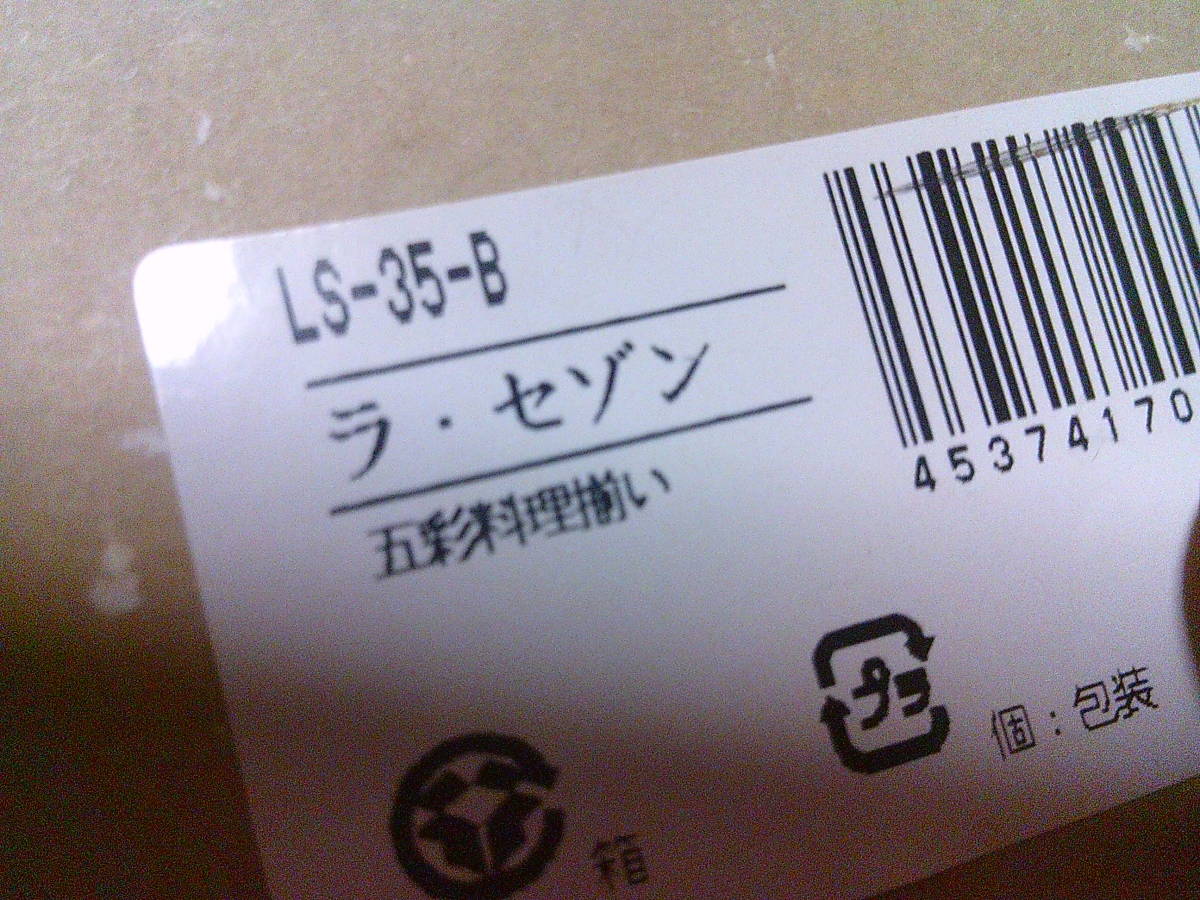 LS-35-B
ラ・セゾン
五彩料理揃い
45374170
プラ
個：包装
箱